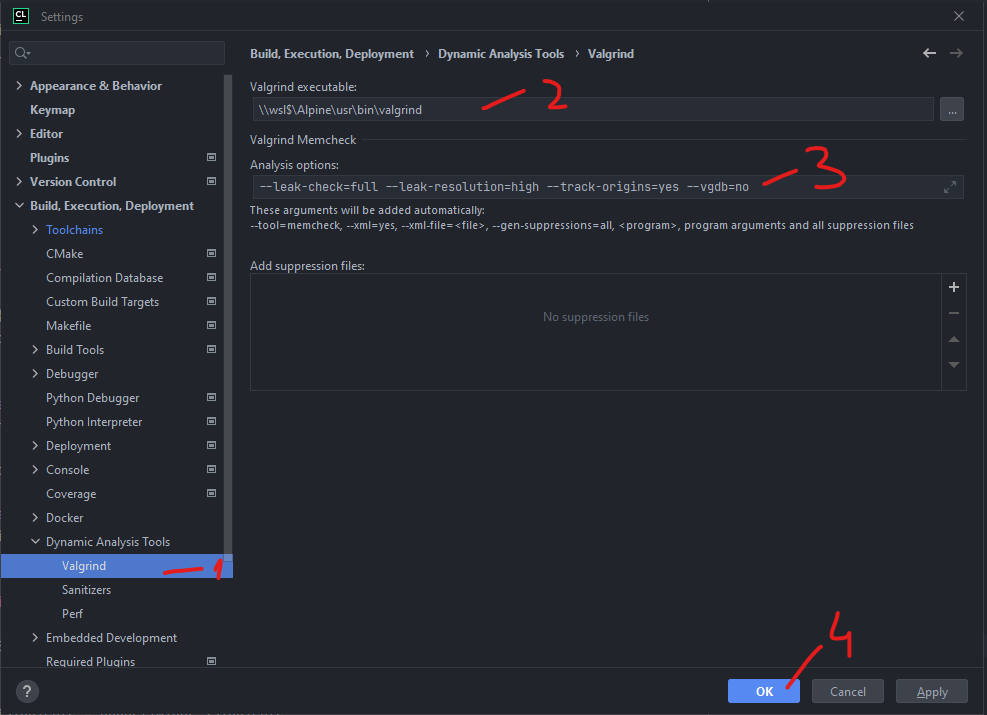 CL Settings
Build, Execution, Deployment › Dynamic Analysis Tools › Valgrind
Appearance & Behavior
Keymap
Editor
Plugins
Version Control
Build, Execution, Deployment
Toolchains
CMake
Compilation Database
Custom Build Targets
Makefile
Build Tools
Debugger
Python Debugger
Python Interpreter
Deployment
Console
Coverage
Docker
Dynamic Analysis Tools
Valgrind 1
Sanitizers
Perf
Embedded Development
Required Plugins
Valgrind executable:
\\wsl$\Alpine\usr\bin\valgrind 2
...
Valgrind Memcheck
Analysis options:
--leak-check=full --leak-resolution=high --track-origins=yes --vgdb=no 3
These arguments will be added automatically:
--tool=memcheck, --xml=yes, --xml-file=<file>, --gen-suppressions=all, <program>, program arguments and all suppression files
Add suppression files:
No suppression files
4
? OK Cancel Apply